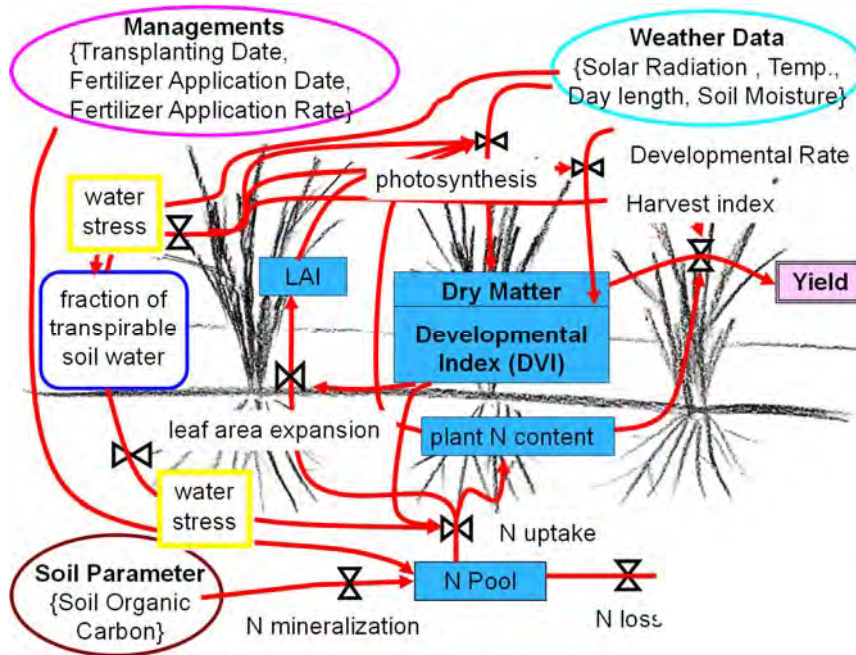 Managements
{Transplanting Date,
Fertilizer Application Date,
Fertilizer Application Rate}
Weather Data
{Solar Radiation , Temp.,
Day length, Soil Moisture}
Developmental Rate
photosynthesis
water
stress
Harvest index
LAI
fraction of
transpirable
soil water
Dry Matter
Yield
Developmental
Index (DVI)
leaf area expansion
plant N content
water
stress
N uptake
Soil Parameter
{Soil Organic
Carbon}
N Pool
N mineralization
N loss